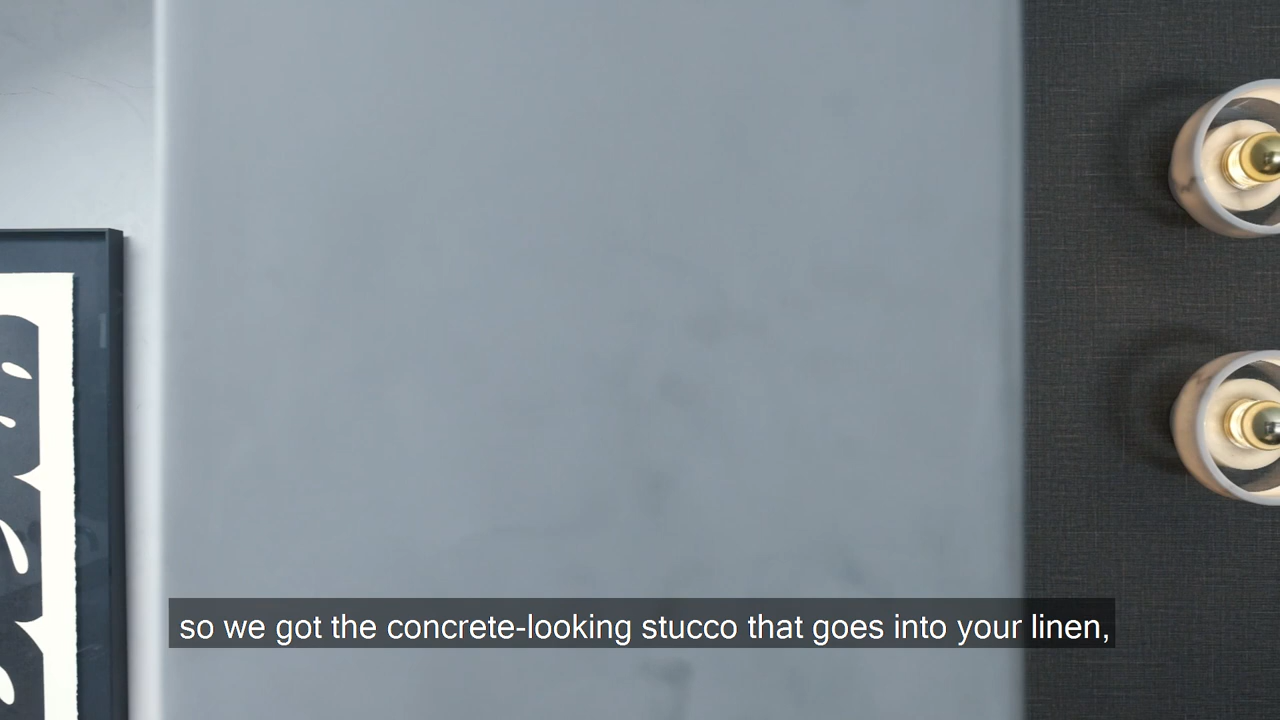 so we got the concrete-looking stucco that goes into your linen,